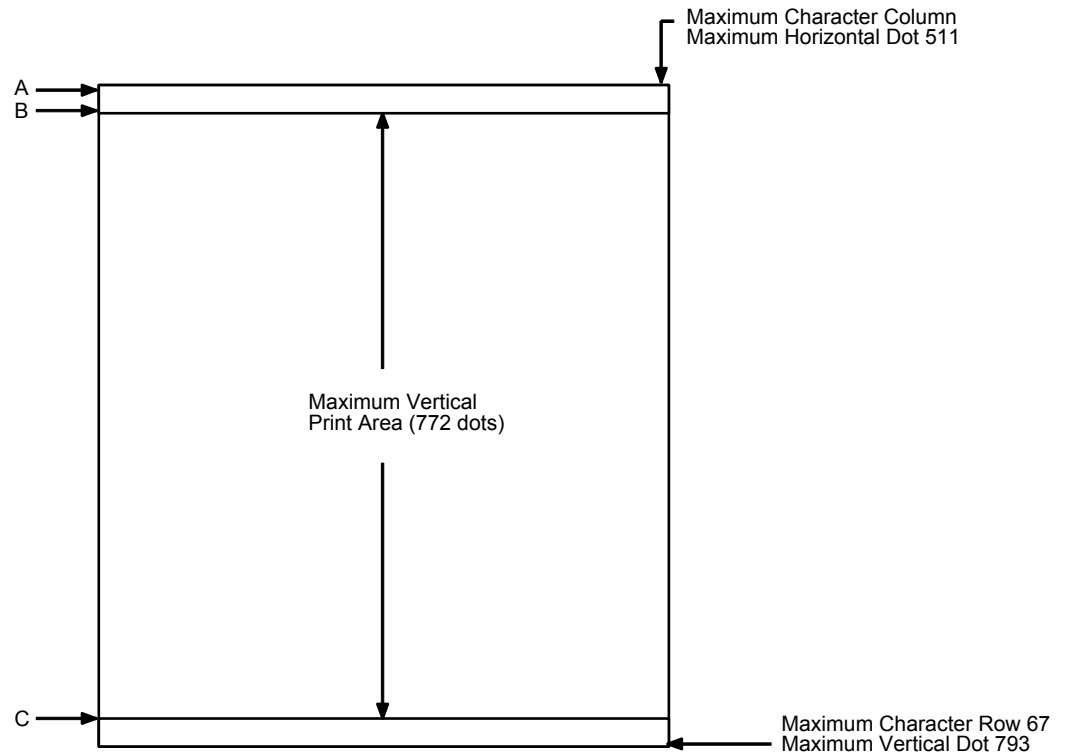 Maximum Character Column
Maximum Horizontal Dot 511
A
B
Maximum Vertical
Print Area (772 dots)
C
Maximum Character Row 67
Maximum Vertical Dot 793